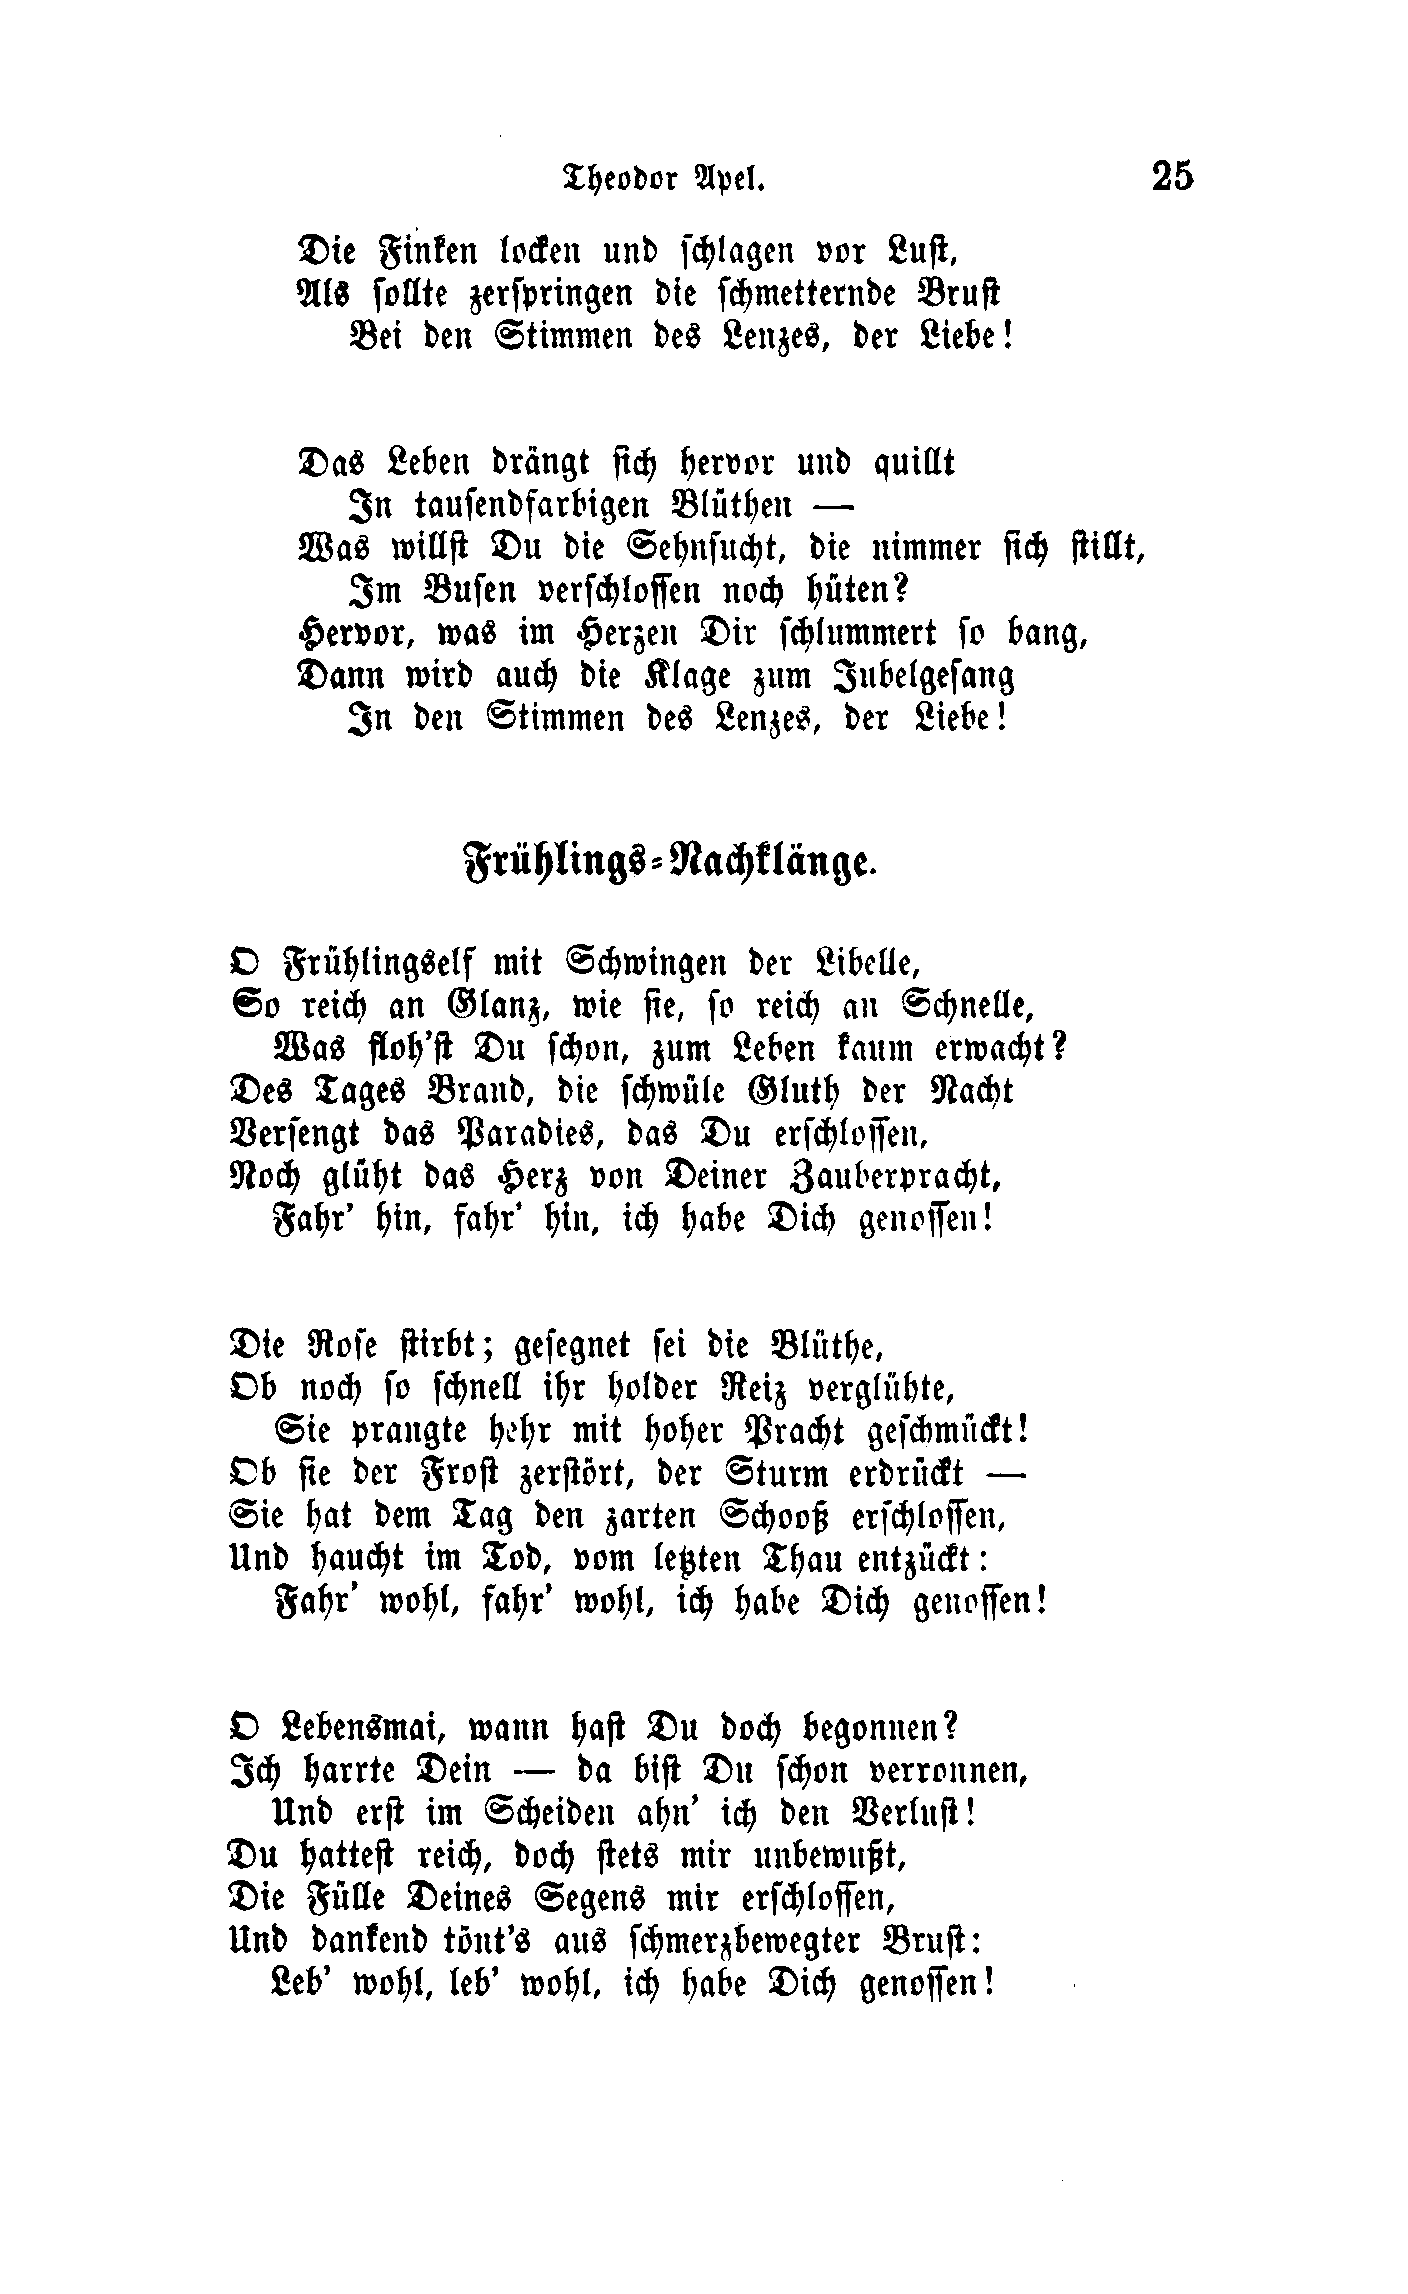 Theodor Apel. 25
Die Finken locken und ſchlagen vor Luſt,
Als ſollte zerſpringen die ſchmetternde Bruſt
Bei den Stimmen des Lenzes, der Liebe!
Das Leben drängt ſich hervor und quillt
In tauſendfarbigen Blüthen —
Was willſt Du die Sehnſucht, die nimmer ſich ſtillt,
Im Buſen verſchloſſen noch hüten?
Hervor, was im Herzen Dir ſchlummert ſo bang,
Dann wird auch die Klage zum Jubelgeſang
In den Stimmen des Lenzes, der Liebe!
Frühlings-Nachklänge.
O Frühlingself mit Schwingen der Libelle,
So reich an Glanz, wie ſie, ſo reich an Schnelle,
Was floh'ſt Du ſchon, zum Leben kaum erwacht?
Des Tages Brand, die ſchwüle Gluth der Nacht
Verſengt das Paradies, das Du erſchloſſen,
Noch glüht das Herz von Deiner Zauberpracht,
Fahr' hin, fahr' hin, ich habe Dich genoſſen!
Die Roſe ſtirbt; geſegnet ſei die Blüthe,
Ob noch ſo ſchnell ihr holder Reiz verglühte,
Sie prangte hehr mit hoher Pracht geſchmückt!
Ob ſie der Froſt zerſtört, der Sturm erdrückt —
Sie hat dem Tag den zarten Schooß erſchloſſen,
Und haucht im Tod, vom letzten Thau entzückt:
Fahr' wohl, fahr' wohl, ich habe Dich genoſſen!
O Lebensmai, wann haſt Du doch begonnen?
Ich harrte Dein — da biſt Du ſchon verronnen,
Und erſt im Scheiden ahn' ich den Verluſt!
Du hatteſt reich, doch ſtets mir unbewußt,
Die Fülle Deines Segens mir erſchloſſen,
Und dankend tönt's aus ſchmerzbewegter Bruſt:
Leb' wohl, leb' wohl, ich habe Dich genoſſen!